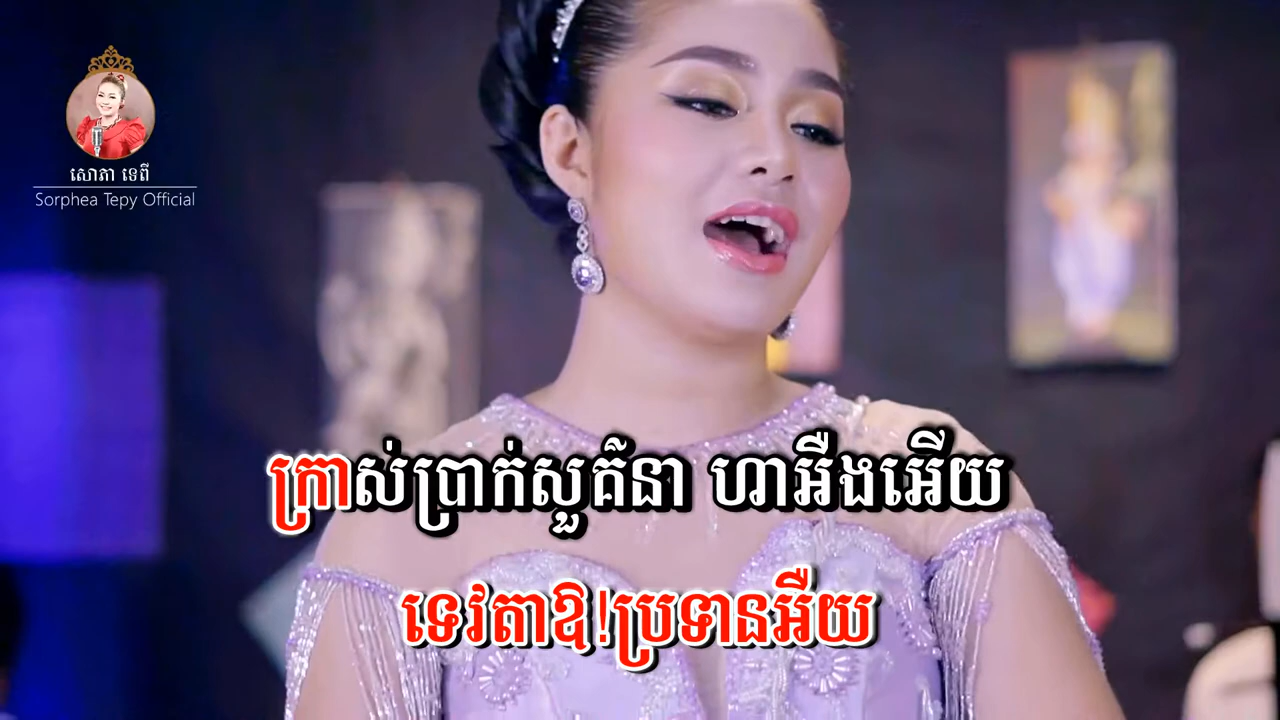 សោភា ទេពី
Sorphea Tepy Official
ក្រាស់ប្រាក់សួគ៌នា ហាអឺងអើយ
ទេវតាឱ!ប្រទានអឺយ